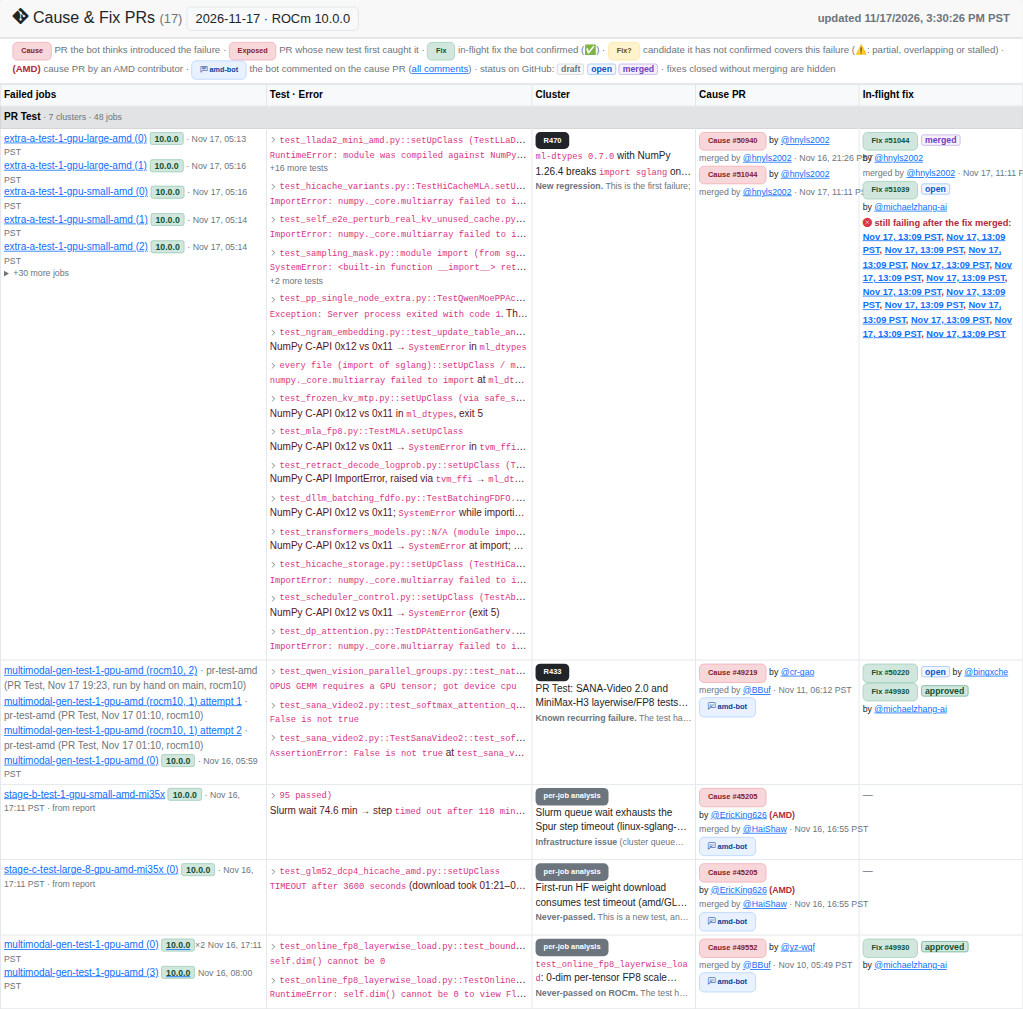 Cause & Fix PRs (17) 2026-11-17 · ROCm 10.0.0
updated 11/17/2026, 3:30:26 PM PST
Cause PR the bot thinks introduced the failure · Exposed PR whose new test first caught it · Fix in-flight fix the bot confirmed (✅) · Fix? candidate it has not confirmed covers this failure (⚠️: partial, overlapping or stalled) ·
(AMD) cause PR by an AMD contributor · amd-bot the bot commented on the cause PR (all comments) · status on GitHub: draft open merged · fixes closed without merging are hidden
Failed jobs
Test · Error
Cluster
Cause PR
In-flight fix
PR Test · 7 clusters · 48 jobs
extra-a-test-1-gpu-large-amd (0) 10.0.0 · Nov 17, 05:13
PST
extra-a-test-1-gpu-large-amd (1) 10.0.0 · Nov 17, 05:16
PST
extra-a-test-1-gpu-small-amd (0) 10.0.0 · Nov 17, 05:16
PST
extra-a-test-1-gpu-small-amd (1) 10.0.0 · Nov 17, 05:14
PST
extra-a-test-1-gpu-small-amd (2) 10.0.0 · Nov 17, 05:14
PST
+30 more jobs
test_llada2_mini_amd.py::setUpClass (TestLLaD…
RuntimeError: module was compiled against NumPy…
+16 more tests
test_hicache_variants.py::TestHiCacheMLA.setU…
ImportError: numpy._core.multiarray failed to i…
test_self_e2e_perturb_real_kv_unused_cache.py…
ImportError: numpy._core.multiarray failed to i…
test_sampling_mask.py::module import (from sg…
SystemError: <built-in function __import__> ret…
+2 more tests
test_pp_single_node_extra.py::TestQwenMoePPAc…
Exception: Server process exited with code 1. Th…
test_ngram_embedding.py::test_update_table_an…
NumPy C-API 0x12 vs 0x11 → SystemError in ml_dtypes
every file (import of sglang)::setUpClass / m…
numpy._core.multiarray failed to import at ml_dt…
test_frozen_kv_mtp.py::setUpClass (via safe_s…
NumPy C-API 0x12 vs 0x11 in ml_dtypes, exit 5
test_mla_fp8.py::TestMLA.setUpClass
NumPy C-API 0x12 vs 0x11 → SystemError in tvm_ffi…
test_retract_decode_logprob.py::setUpClass (T…
NumPy C-API ImportError, raised via tvm_ffi → ml_dt…
test_dllm_batching_fdfo.py::TestBatchingFDFO.…
NumPy C-API 0x12 vs 0x11; SystemError while importi…
test_transformers_models.py::N/A (module impo…
NumPy C-API 0x12 vs 0x11 → SystemError at import; …
test_hicache_storage.py::setUpClass (TestHiCa…
ImportError: numpy._core.multiarray failed to i…
test_scheduler_control.py::setUpClass (TestAb…
NumPy C-API 0x12 vs 0x11 → SystemError (exit 5)
test_dp_attention.py::TestDPAttentionGatherv.…
ImportError: numpy._core.multiarray failed to i…
R470
ml-dtypes 0.7.0 with NumPy
1.26.4 breaks import sglang on…
New regression. This is the first failure;
Cause #50940 by @hnyls2002
merged by @hnyls2002 · Nov 16, 21:26 PST
Cause #51044 by @hnyls2002
merged by @hnyls2002 · Nov 17, 11:11 PS
Fix #51044 merged
by @hnyls2002
merged by @hnyls2002 · Nov 17, 11:11 P
Fix #51039 open
by @michaelzhang-ai
still failing after the fix merged:
Nov 17, 13:09 PST, Nov 17, 13:09
PST, Nov 17, 13:09 PST, Nov 17,
13:09 PST, Nov 17, 13:09 PST, Nov
17, 13:09 PST, Nov 17, 13:09 PST,
Nov 17, 13:09 PST, Nov 17, 13:09
PST, Nov 17, 13:09 PST, Nov 17,
13:09 PST, Nov 17, 13:09 PST, Nov
17, 13:09 PST, Nov 17, 13:09 PST
multimodal-gen-test-1-gpu-amd (rocm10, 2) · pr-test-amd
(PR Test, Nov 17 19:23, run by hand on main, rocm10)
multimodal-gen-test-1-gpu-amd (rocm10, 1) attempt 1 ·
pr-test-amd (PR Test, Nov 17 01:10, rocm10)
multimodal-gen-test-1-gpu-amd (rocm10, 1) attempt 2 ·
pr-test-amd (PR Test, Nov 17 01:10, rocm10)
multimodal-gen-test-1-gpu-amd (0) 10.0.0 · Nov 16, 05:59
PST
test_qwen_vision_parallel_groups.py::test_nat…
OPUS GEMM requires a GPU tensor; got device cpu
test_sana_video2.py::test_softmax_attention_q…
False is not true
test_sana_video2.py::TestSanaVideo2::test_sof…
AssertionError: False is not true at test_sana_v…
R433
PR Test: SANA-Video 2.0 and
MiniMax-H3 layerwise/FP8 tests…
Known recurring failure. The test ha…
Cause #49219 by @cr-gao
merged by @BBuf · Nov 11, 06:12 PST
amd-bot
Fix #50220 open by @bingxche
Fix #49930 approved
by @michaelzhang-ai
stage-b-test-1-gpu-small-amd-mi35x 10.0.0 · Nov 16,
17:11 PST · from report
95 passed)
Slurm wait 74.6 min → step timed out after 110 min…
per-job analysis
Slurm queue wait exhausts the
Spur step timeout (linux-sglang-…
Infrastructure issue (cluster queue…
Cause #45205
by @EricKing626 (AMD)
merged by @HaiShaw · Nov 16, 16:55 PST
amd-bot
—
stage-c-test-large-8-gpu-amd-mi35x (0) 10.0.0 · Nov 16,
17:11 PST · from report
test_glm52_dcp4_hicache_amd.py::setUpClass
TIMEOUT after 3600 seconds (download took 01:21–0…
per-job analysis
First-run HF weight download
consumes test timeout (amd/GL…
Never-passed. This is a new test, an…
Cause #45205
by @EricKing626 (AMD)
merged by @HaiShaw · Nov 16, 16:55 PST
amd-bot
—
multimodal-gen-test-1-gpu-amd (0) 10.0.0 ×2 Nov 16, 17:11
PST
multimodal-gen-test-1-gpu-amd (3) 10.0.0 Nov 16, 08:00
PST
test_online_fp8_layerwise_load.py::test_bound…
self.dim() cannot be 0
test_online_fp8_layerwise_load.py::TestOnline…
RuntimeError: self.dim() cannot be 0 to view Fl…
per-job analysis
test_online_fp8_layerwise_loa
d: 0-dim per-tensor FP8 scale…
Never-passed on ROCm. The test h…
Cause #49552 by @yz-wqf
merged by @BBuf · Nov 10, 05:49 PST
amd-bot
Fix #49930 approved
by @michaelzhang-ai